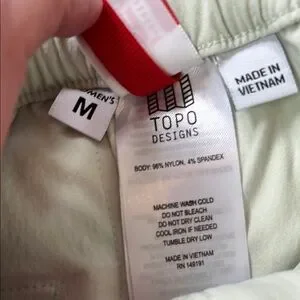 MEN'S
M
TOPO
DESIGNS
BODY: 96% NYLON, 4% SPANDEX
MACHINE WASH COLD
DO NOT BLEACH
DO NOT DRY CLEAN
COOL IRON IF NEEDED
TUMBLE DRY LOW
MADE IN VIETNAM
RN 149191
MADE IN
VIETNAM